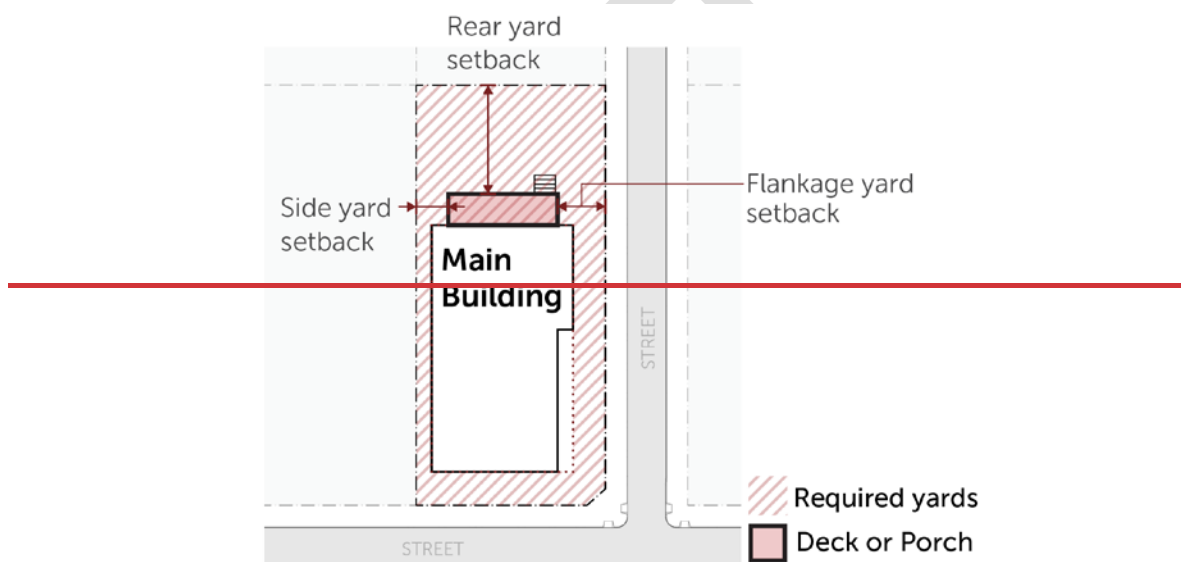 Rear yard
setback
Side yard
setback
Flankage yard
setback
Main
Building
STREET
STREET
Required yards
Deck or Porch